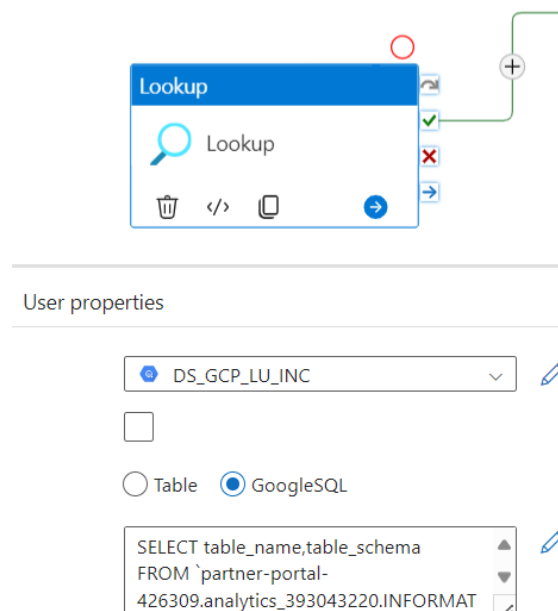 Lookup
Lookup
User properties
DS_GCP_LU_INC
Table GoogleSQL
SELECT table_name,table_schema
FROM `partner-portal-
426309.analytics_393043220.INFORMAT